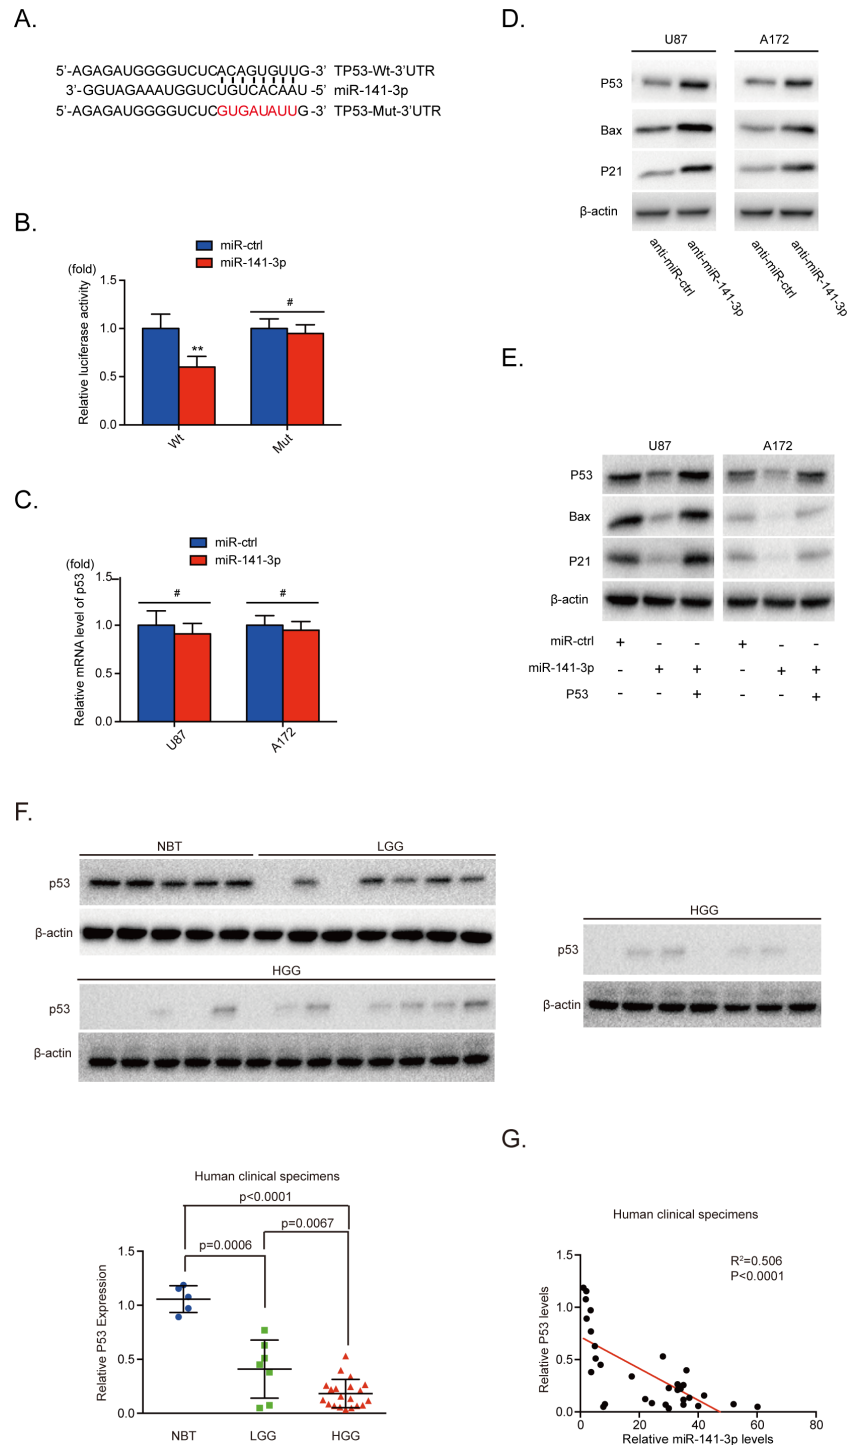 A.
5'-AGAGAUGGGGUCUCACAGUGUUG-3' TP53-Wt-3'UTR
3'-GGUAGAAAUGGUCUGUCACAAU-5' miR-141-3p
5'-AGAGAUGGGGUCUCGUGAUAUUG-3' TP53-Mut-3'UTR
B.
miR-ctrl
miR-141-3p
(fold)
Relative luciferase activity
1.5
1.0
0.5
0.0
**
#
Wt
Mut
C.
miR-ctrl
miR-141-3p
(fold)
Relative mRNA level of p53
1.5
1.0
0.5
0.0
#
#
U87
A172
D.
U87 A172
P53
Bax
P21
β-actin
anti-miR-ctrl
anti-miR-141-3p
anti-miR-ctrl
anti-miR-141-3p
E.
U87 A172
P53
Bax
P21
β-actin
miR-ctrl + - - + - -
miR-141-3p - + + - + +
P53 - - + - - +
F.
NBT LGG
p53
β-actin
HGG
p53
β-actin
HGG
p53
β-actin
Human clinical specimens
p<0.0001
p=0.0067
p=0.0006
Relative P53 Expression
1.5
1.0
0.5
0.0
NBT LGG HGG
G.
Human clinical specimens
R²=0.506
P<0.0001
Relative P53 levels
1.5
1.0
0.5
0.0
0 20 40 60 80
Relative miR-141-3p levels